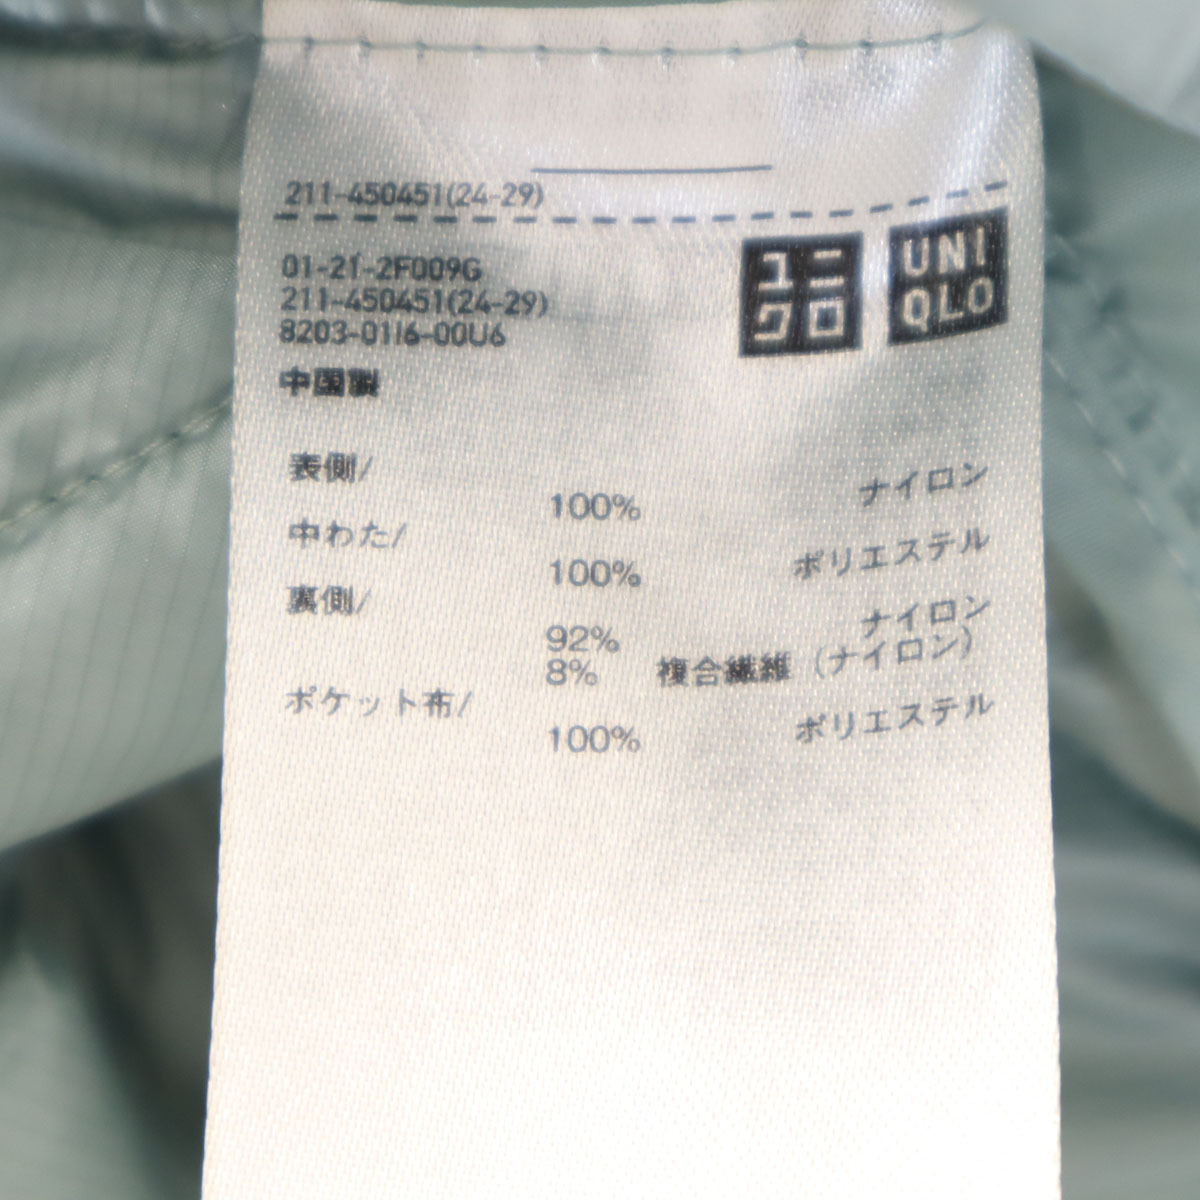 211-450451(24-29)
01-21-2F009G
211-450451(24-29)
8203-01I6-00U6
ユニ
クロ
UNI
QLO
中国製
表側/
100% ナイロン
中わた/
100% ポリエステル
裏側/
92% ナイロン
8% 複合繊維(ナイロン)
ポケット布/
100% ポリエステル